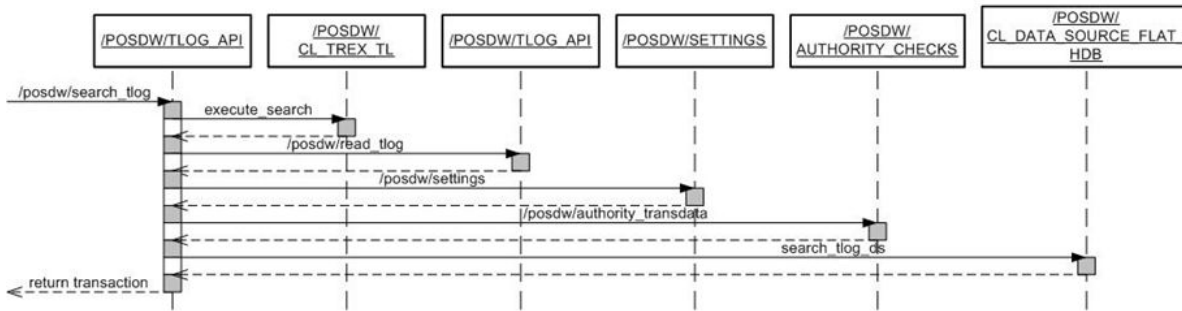 /POSDW/TLOG_API
/POSDW/
CL_TREX_TL
/POSDW/TLOG_API
/POSDW/SETTINGS
/POSDW/
AUTHORITY_CHECKS
/POSDW/
CL_DATA_SOURCE_FLAT_
HDB
/posdw/search_tlog
execute_search
/posdw/read_tlog
/posdw/settings
/posdw/authority_transdata
search_tlog_ds
return transaction